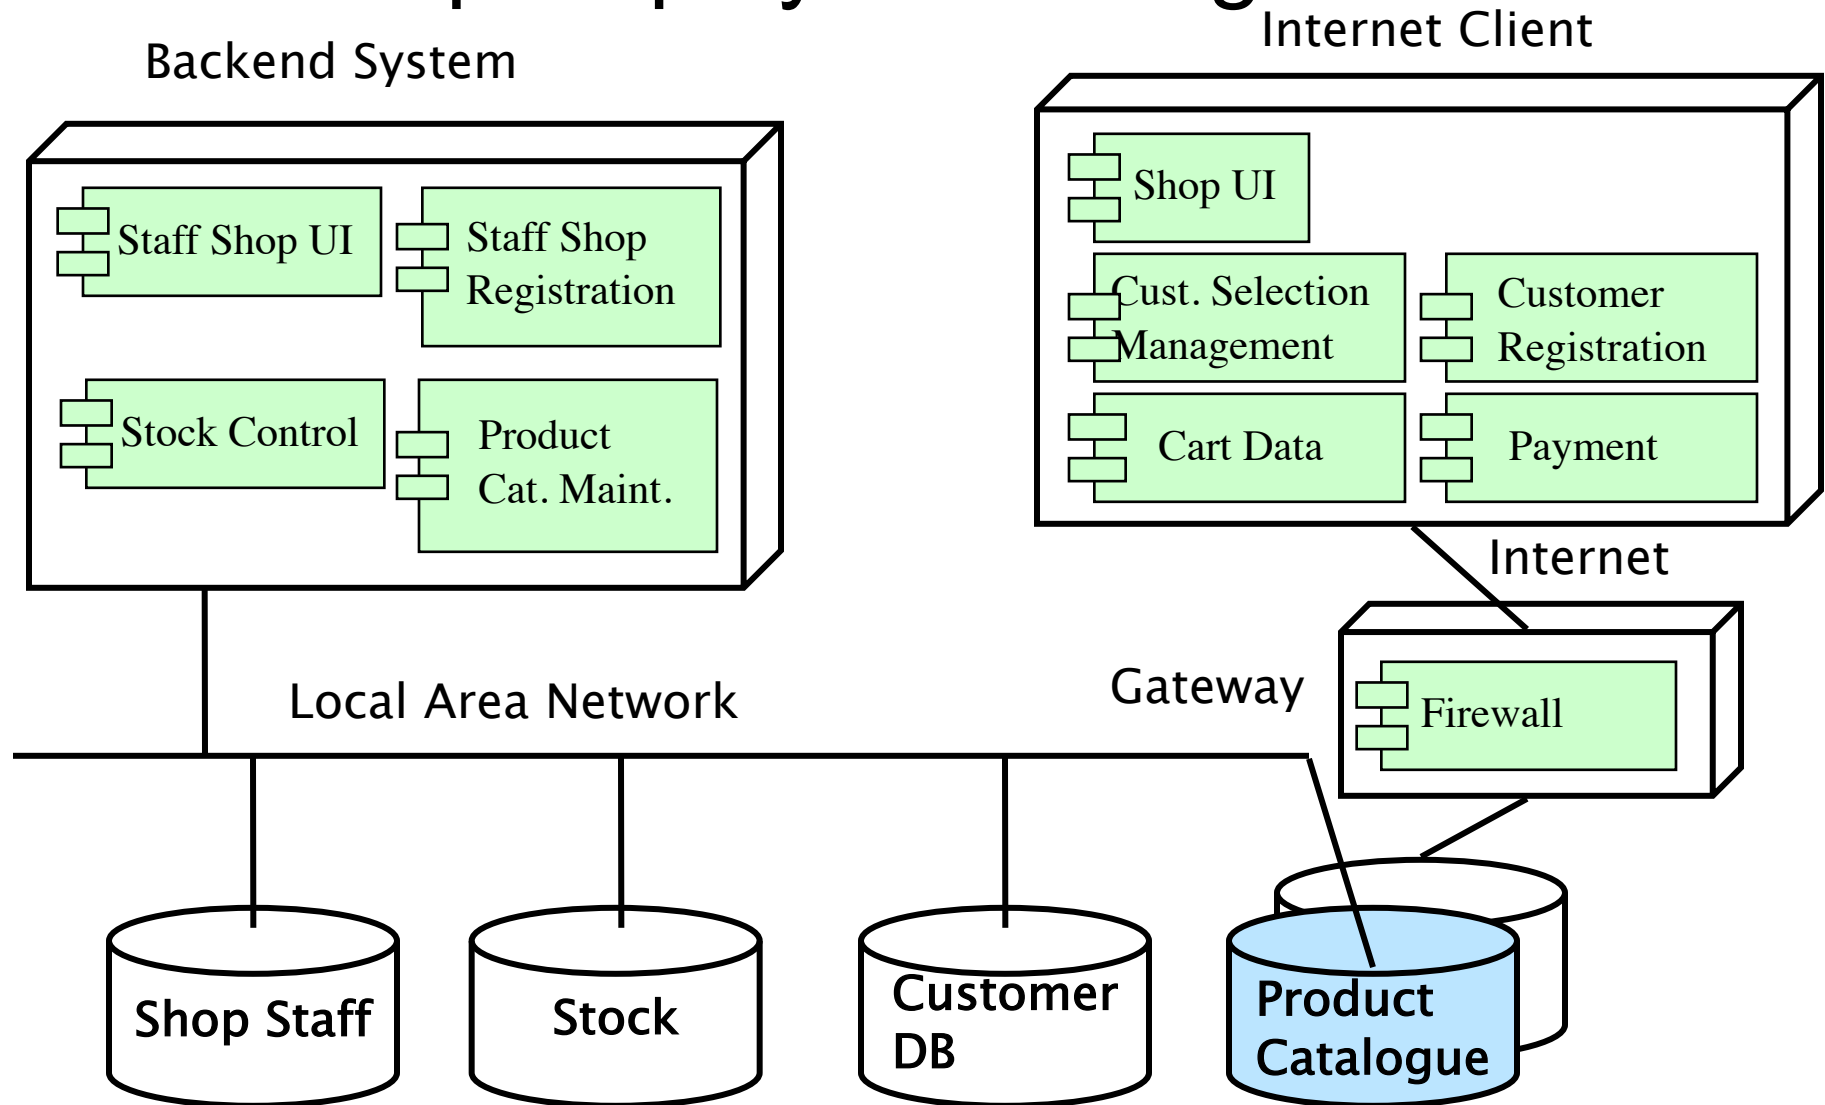 Internet Client
Backend System
Staff Shop UI
Staff Shop
Registration
Stock Control
Product
Cat. Maint.
Shop UI
Cust. Selection
Management
Customer
Registration
Cart Data
Payment
Internet
Local Area Network
Gateway
Firewall
Shop Staff
Stock
Customer
DB
Product
Catalogue